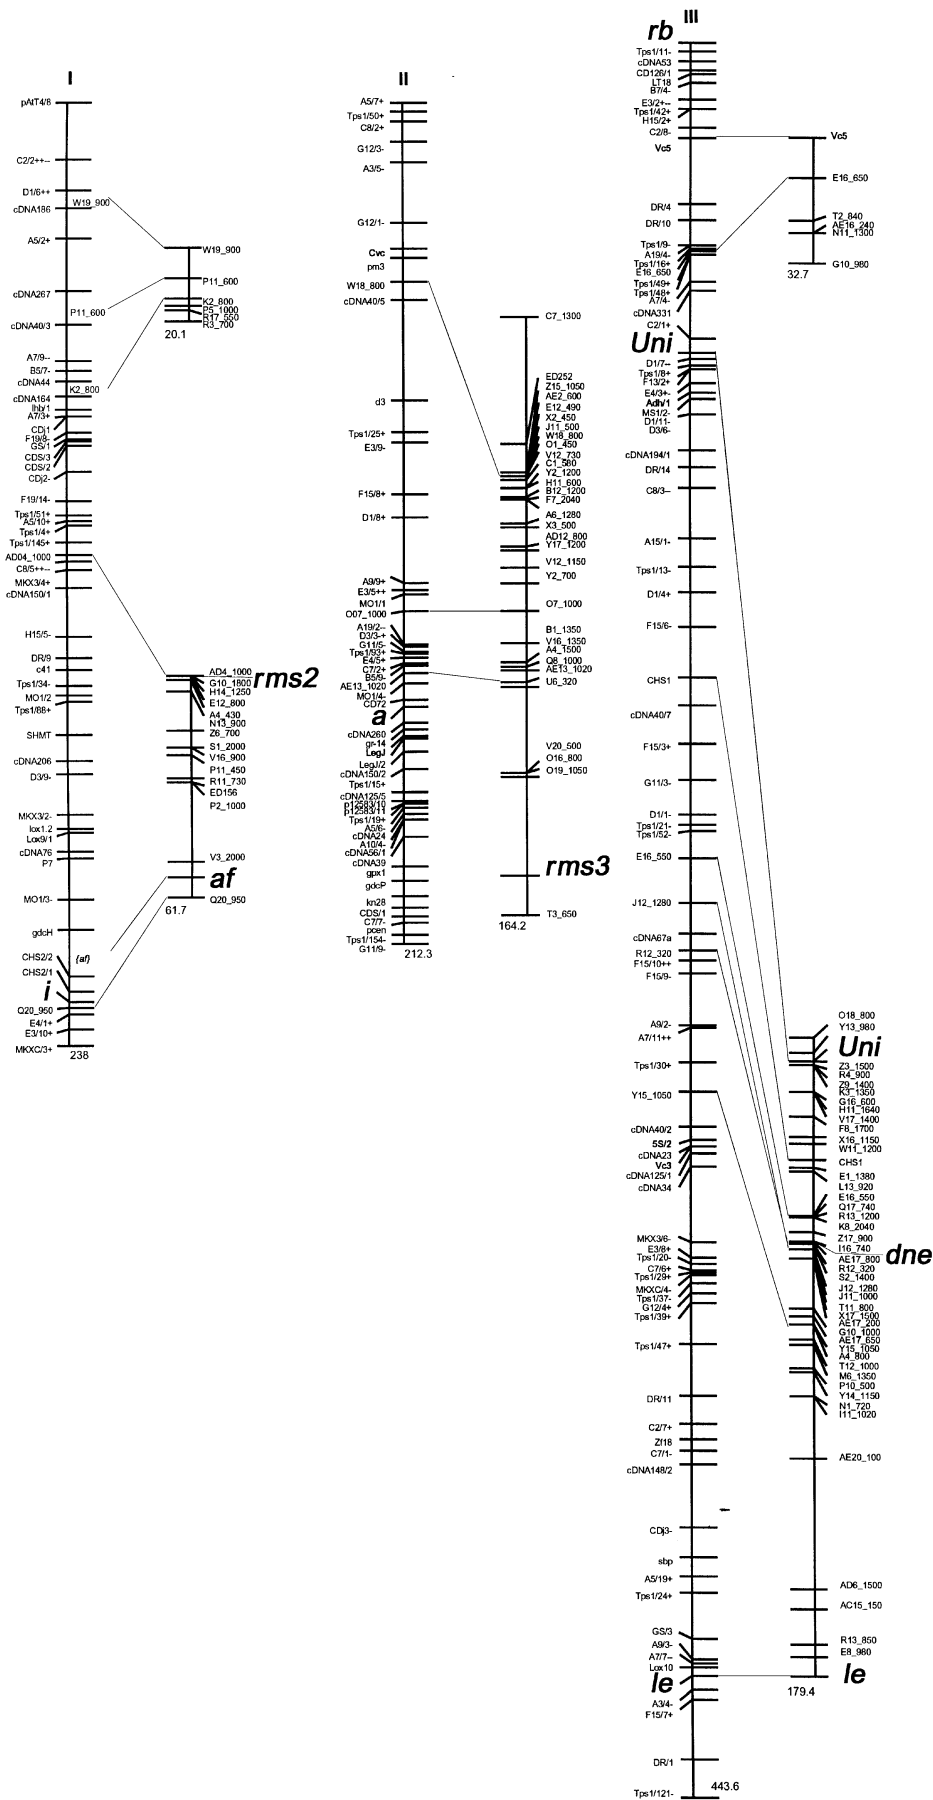 I
pAtT4/8
C2/2++--
D1/6++
W19_900
cDNA186
A5/2+
cDNA267
P11_600
cDNA40/3
A7/9--
B5/7-
cDNA44
K2_800
cDNA164
lhb/1
A7/3+
CDj1
F19/8-
GS/1
CDS/3
CDS/2
CDj2-
F19/14-
Tps1/51+
A5/10+
Tps1/4+
Tps1/145+
AD04_1000
C8/5++--
MKX3/4+
cDNA150/1
H15/5-
DR/9
c41
Tps1/34-
MO1/2
Tps1/88+
SHMT
cDNA206
D3/9-
MKX3/2-
lox1.2
Lox9/1
cDNA76
P7
MO1/3-
gdcH
CHS2/2
{af}
CHS2/1
i
Q20_950
E4/1+
E3/10+
MKXC/3+
238
W19_900
P11_600
K2_800
P5_1000
R17_550
R3_700
20.1
AD4_1000
rms2
G10_1800
H14_1250
E12_800
A4_430
N13_900
Z6_700
S1_2000
V16_900
P11_450
R11_730
ED156
P2_1000
V3_2000
af
Q20_950
61.7
II
A5/7+
Tps1/50+
C8/2+
G12/3-
A3/5-
G12/1-
Cvc
pm3
W18_800
cDNA40/5
d3
Tps1/25+
E3/9-
F15/8+
D1/8+
A9/9+
E3/5++
MO1/1
O07_1000
A19/2--
D3/3-+
G11/5-
Tps1/93+
E4/5+
C7/2+
B5/9-
AE13_1020
MO1/4-
CD72
a
cDNA260
gr-14
LegJ
LegJ/2
cDNA150/2
Tps1/15+
cDNA125/5
p12583/10
p12583/11
Tps1/19+
A5/6-
cDNA24
A10/4-
cDNA56/1
cDNA39
gpx1
gdcP
kn28
CDS/1
C7/7-
pcen
Tps1/154-
G11/9-
212.3
C7_1300
ED252
Z15_1050
AE2_600
E12_490
X2_450
J11_500
W18_800
O1_450
V12_730
C1_580
Y2_1200
H11_600
B12_1200
F7_2040
A6_1280
X3_500
AD12_800
Y17_1200
V12_1150
Y2_700
O7_1000
B1_1350
V16_1350
A4_1500
Q8_1000
AE13_1020
U6_320
V20_500
O16_800
O19_1050
rms3
T3_650
164.2
III
rb
Tps1/11-
cDNA53
CD126/1
LT18
B7/4-
E3/2+--
Tps1/42+
H15/2+
C2/8-
Vc5
DR/4
DR/10
Tps1/9-
A19/4-
Tps1/16+
E16_650
Tps1/49+
Tps1/48+
A7/4-
cDNA331
C2/1+
Uni
D1/7--
Tps1/8+
F13/2+
E4/3+-
Adh/1
MS1/2-
D1/11-
D3/6-
cDNA194/1
DR/14
C8/3--
A15/1-
Tps1/13-
D1/4+
F15/6-
CHS1
cDNA40/7
F15/3+
G11/3-
D1/1-
Tps1/21-
Tps1/52-
E16_550
J12_1280
cDNA67a
R12_320
F15/10++
F15/9-
A9/2-
A7/11++
Tps1/30+
Y15_1050
cDNA40/2
5S/2
cDNA23
Vc3
cDNA125/1
cDNA34
MKX3/6-
E3/8+
Tps1/20-
C7/6+
Tps1/29+
MKXC/4-
Tps1/37-
G12/4+
Tps1/39+
Tps1/47+
DR/11
C2/7+
Zf18
C7/1-
cDNA148/2
CDj3-
sbp
A5/19+
Tps1/24+
GS/3
A9/3-
A7/7--
Lox10
le
A3/4-
F15/7+
DR/1
Tps1/121-
443.6
Vc5
E16_650
T2_840
AE16_240
N11_1300
G10_980
32.7
O18_800
Y13_980
Uni
Z3_1500
R4_900
Z9_1400
K3_1350
G16_600
H11_1640
V17_1400
F8_1700
X16_1150
W11_1200
CHS1
E1_1380
L13_920
E16_550
Q17_740
R13_1200
K8_2040
Z17_900
I16_740
dne
AE17_800
R12_320
S2_1400
J12_1280
J11_1000
T11_800
X17_1500
AE17_200
G10_1000
AE17_650
Y15_1050
A4_800
T12_1000
M6_1350
P10_500
Y14_1150
N1_720
I11_1020
AE20_100
AD6_1500
AC15_150
R13_850
E8_980
le
179.4